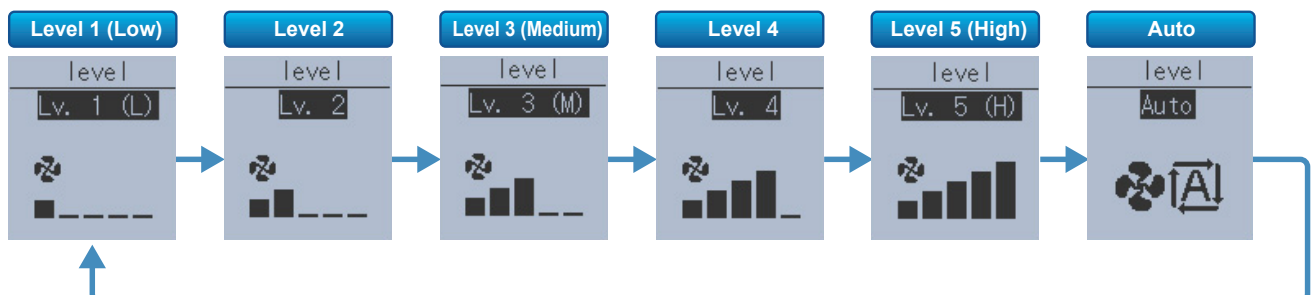 Level 1 (Low)
Level 2
Level 3 (Medium)
Level 4
Level 5 (High)
Auto
level
level
level
level
level
level
Lv. 1 (L)
Lv. 2
Lv. 3 (M)
Lv. 4
Lv. 5 (H)
Auto
A